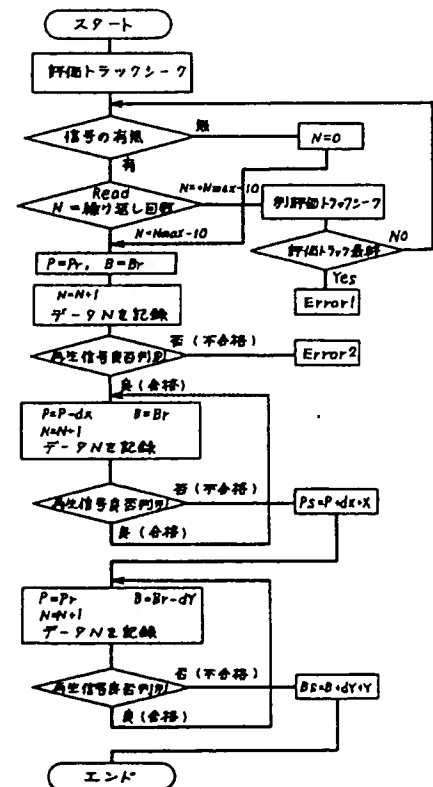 スタート
評価トラックシーク
信号の有無
無
N=0
有
Read
N=繰り返し回数
N=+Nmax-10
別評価トラックシーク
N<Nmax-10
評価トラック最終
NO
Yes
Error1
P=Pr, B=Br
N=N+1
データNを記録
再生信号良否判別
否(不合格)
Error2
良(合格)
P=P-dx B=Br
N=N+1
データNを記録
再生信号良否判別
否(不合格)
Ps=P+dx+X
良(合格)
P=Pr B=Br-dY
N=N+1
データNを記録
再生信号良否判別
否(不合格)
Bs=B+dY+Y
良(合格)
エンド